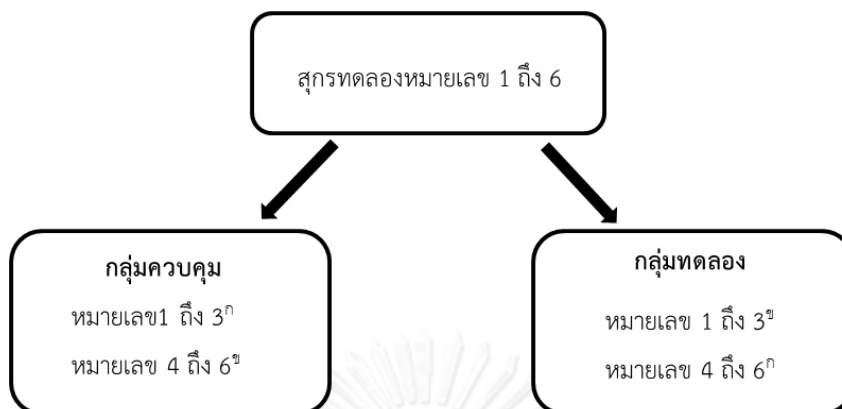 สุกรทดลองหมายเลข 1 ถึง 6
กลุ่มควบคุม
หมายเลข1 ถึง 3ก
หมายเลข 4 ถึง 6ข
กลุ่มทดลอง
หมายเลข 1 ถึง 3ข
หมายเลข 4 ถึง 6ก